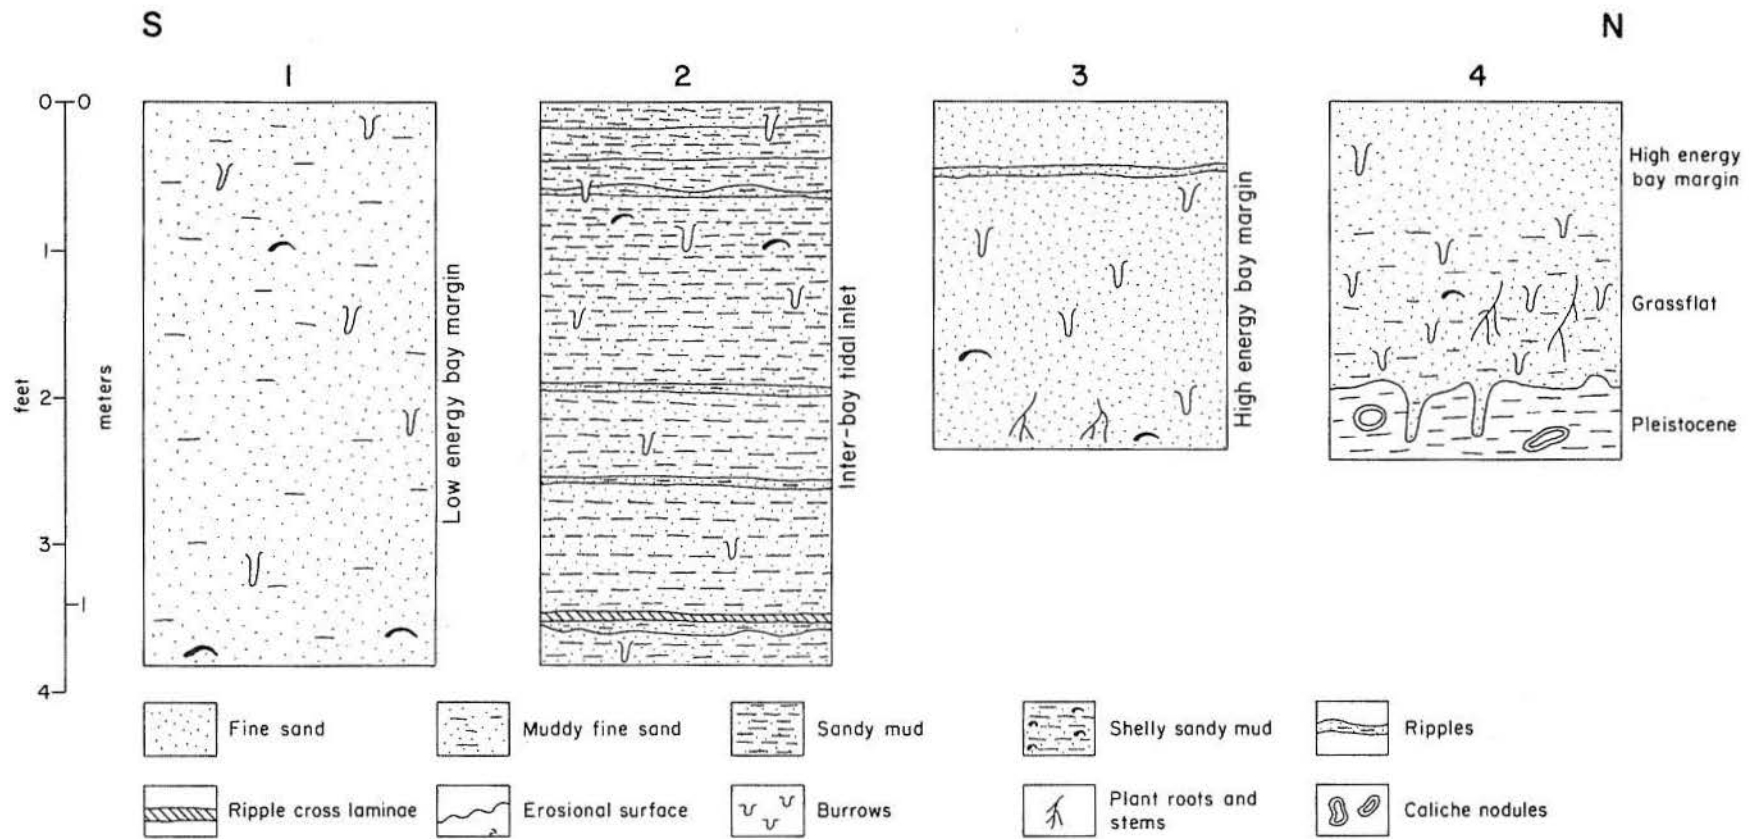 S
N
1
2
3
4
0
0
1
2
3
1
4
feet
meters
Low energy bay margin
Inter-bay tidal inlet
High energy bay margin
High energy
bay margin
Grassflat
Pleistocene
Fine sand
Muddy fine sand
Sandy mud
Shelly sandy mud
Ripples
Ripple cross laminae
Erosional surface
Burrows
Plant roots and
stems
Caliche nodules